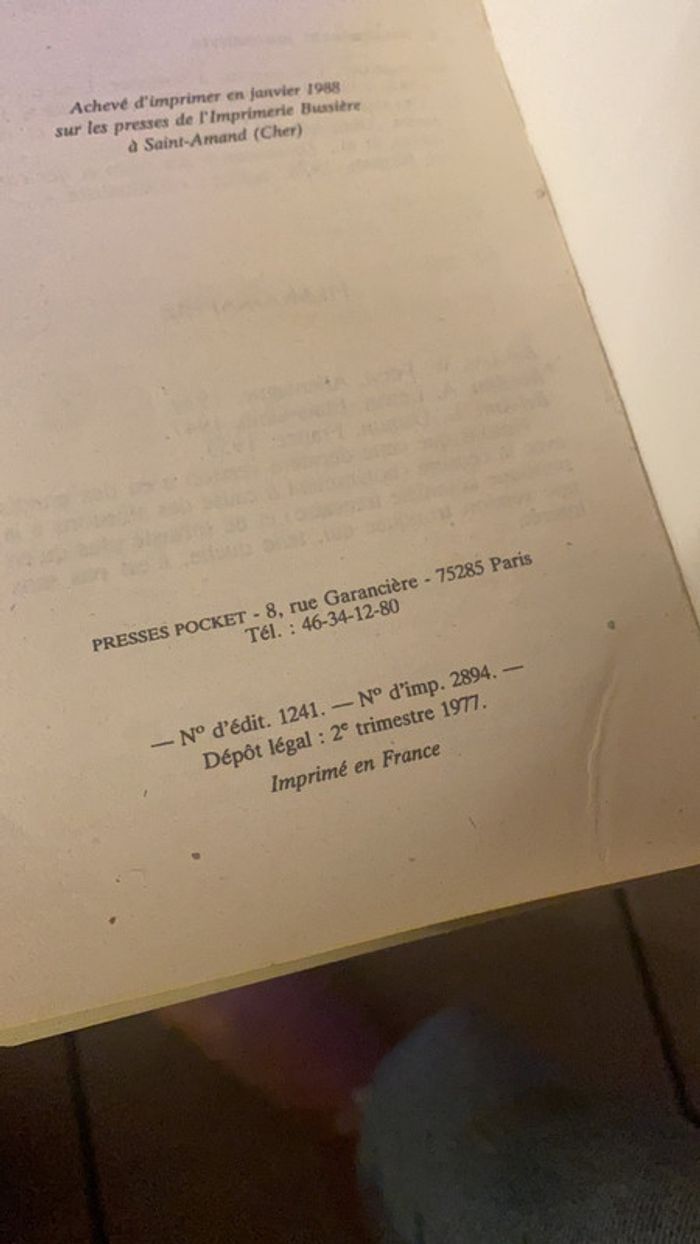 Achevé d'imprimer en janvier 1988
sur les presses de l'Imprimerie Bussière
à Saint-Amand (Cher)
PRESSES POCKET - 8, rue Garancière - 75285 Paris
Tél. : 46-34-12-80
— Nº d'édit. 1241. — Nº d'imp. 2894. —
Dépôt légal : 2e trimestre 1977.
Imprimé en France